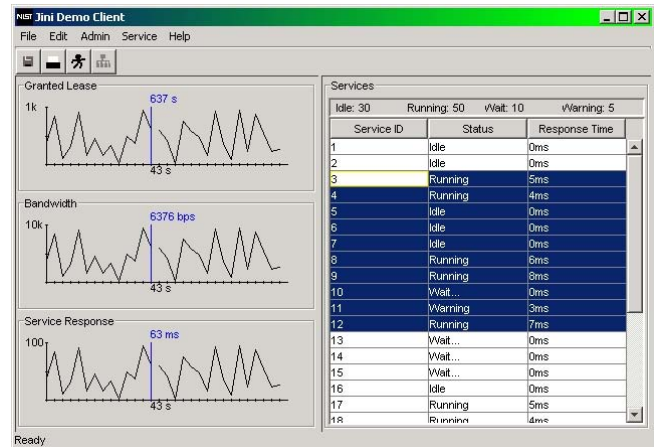 NIST Jini Demo Client
File Edit Admin Service Help
Granted Lease
637 s
1k
43 s
Bandwidth
6376 bps
10k
43 s
Service Response
63 ms
100
43 s
Services
Idle: 30 Running: 50 Wait: 10 Warning: 5
Service ID Status Response Time
1 Idle 0ms
2 Idle 0ms
3 Running 5ms
4 Running 4ms
5 Idle 0ms
6 Idle 0ms
7 Idle 0ms
8 Running 6ms
9 Running 8ms
10 Wait... 0ms
11 Warning 3ms
12 Running 7ms
13 Wait... 0ms
14 Wait... 0ms
15 Wait... 0ms
16 Idle 0ms
17 Running 5ms
18 Running 4ms
Ready